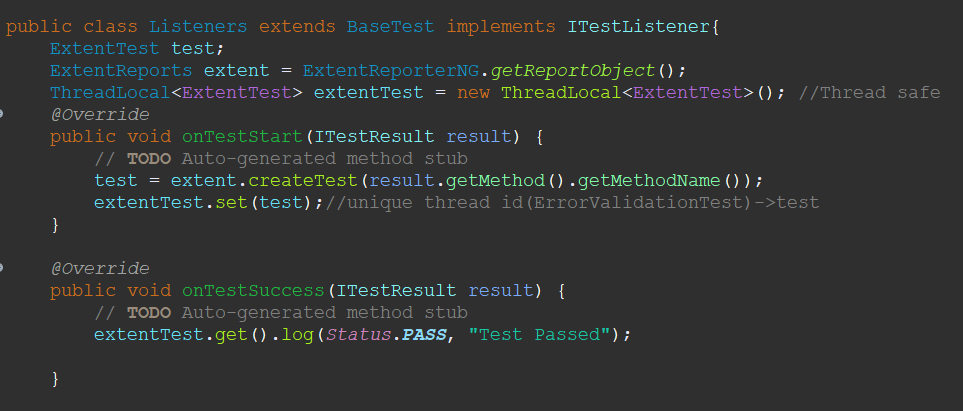 public class Listeners extends BaseTest implements ITestListener{
    ExtentTest test;
    ExtentReports extent = ExtentReporterNG.getReportObject();
    ThreadLocal<ExtentTest> extentTest = new ThreadLocal<ExtentTest>(); //Thread safe
    @Override
    public void onTestStart(ITestResult result) {
        // TODO Auto-generated method stub
        test = extent.createTest(result.getMethod().getMethodName());
        extentTest.set(test);//unique thread id(ErrorValidationTest)->test
    }
    @Override
    public void onTestSuccess(ITestResult result) {
        // TODO Auto-generated method stub
        extentTest.get().log(Status.PASS, "Test Passed");
    }